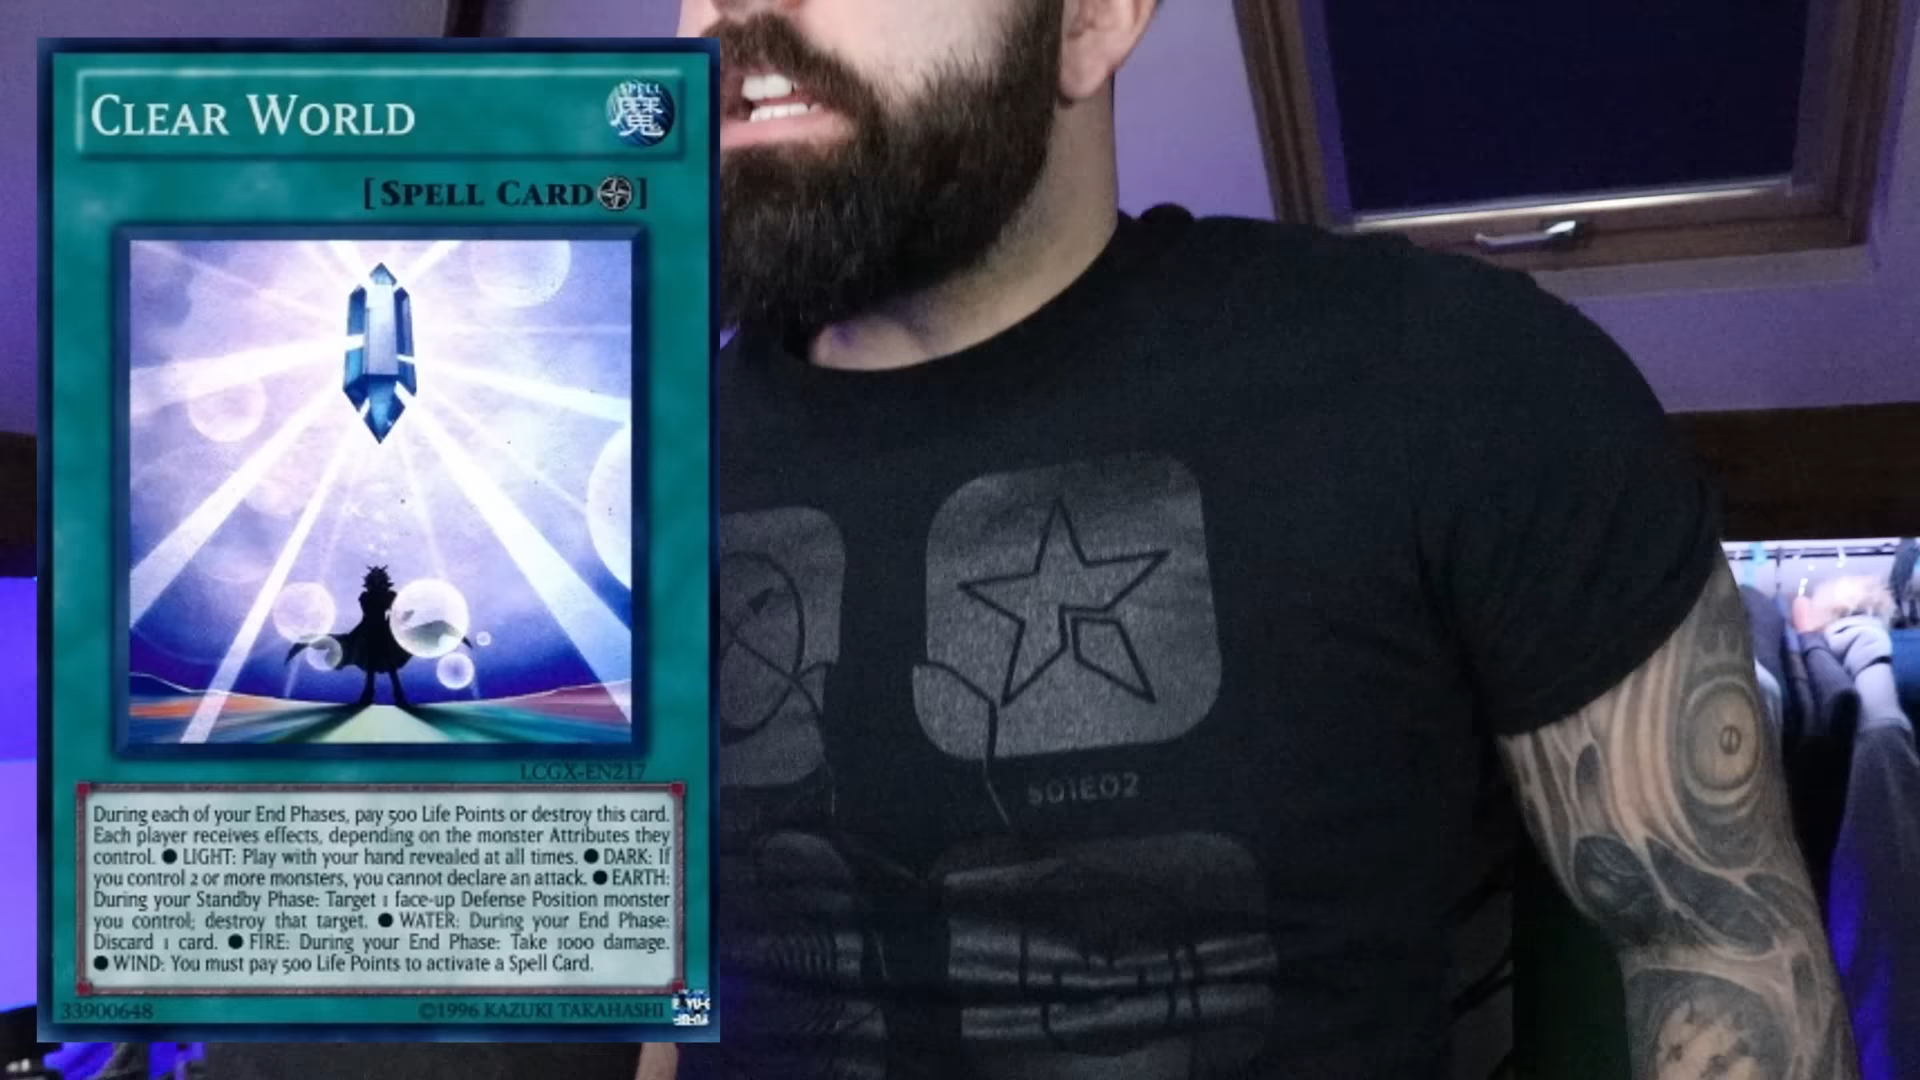 CLEAR WORLD
SPELL
魔
[SPELL CARD]
LCGX-EN217
During each of your End Phases, pay 500 Life Points or destroy this card.
Each player receives effects, depending on the monster Attributes they
control. ● LIGHT: Play with your hand revealed at all times. ● DARK: If
you control 2 or more monsters, you cannot declare an attack. ● EARTH:
During your Standby Phase: Target 1 face-up Defense Position monster
you control; destroy that target. ● WATER: During your End Phase:
Discard 1 card. ● FIRE: During your End Phase: Take 1000 damage.
● WIND: You must pay 500 Life Points to activate a Spell Card.
33900648
©1996 KAZUKI TAKAHASHI
S01E02